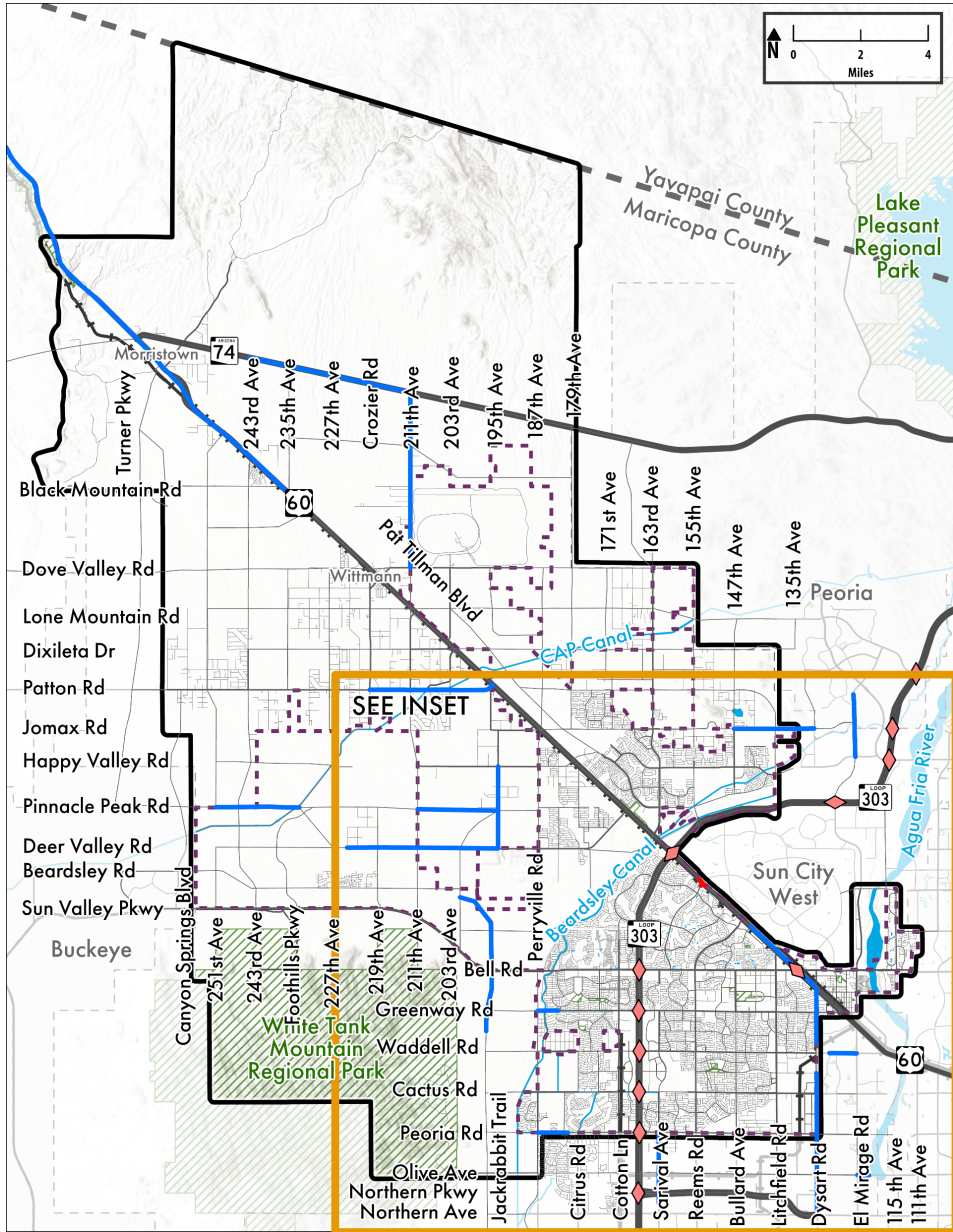 N
0 2 4
Miles
Yavapai County
Maricopa County
Lake
Pleasant
Regional
Park
Morristown
ARIZONA
74
Turner Pkwy
243rd Ave
235th Ave
227th Ave
Crozier Rd
211th Ave
203rd Ave
195th Ave
187th Ave
179th Ave
Black Mountain Rd
60
171st Ave
163rd Ave
155th Ave
147th Ave
135th Ave
Pat Tillman Blvd
Dove Valley Rd
Wittmann
Peoria
Lone Mountain Rd
Dixileta Dr
CAP Canal
Patton Rd
SEE INSET
Jomax Rd
Happy Valley Rd
Agua Fria River
Pinnacle Peak Rd
LOOP
303
Deer Valley Rd
Beardsley Rd
Sun Valley Pkwy
Beardsley Canal
Sun City
West
Perryville Rd
LOOP
303
Buckeye
Canyon Springs Blvd
251st Ave
243rd Ave
Foothills Pkwy
227th Ave
219th Ave
211th Ave
203rd Ave
Bell Rd
Greenway Rd
White Tank
Mountain
Regional Park
Waddell Rd
60
Cactus Rd
Peoria Rd
Olive Ave
Northern Pkwy
Northern Ave
Jackrabbit Trail
Citrus Rd
Cotton Ln
Sarival Ave
Reems Rd
Bullard Ave
Litchfield Rd
Dysart Rd
El Mirage Rd
115 th Ave
111th Ave